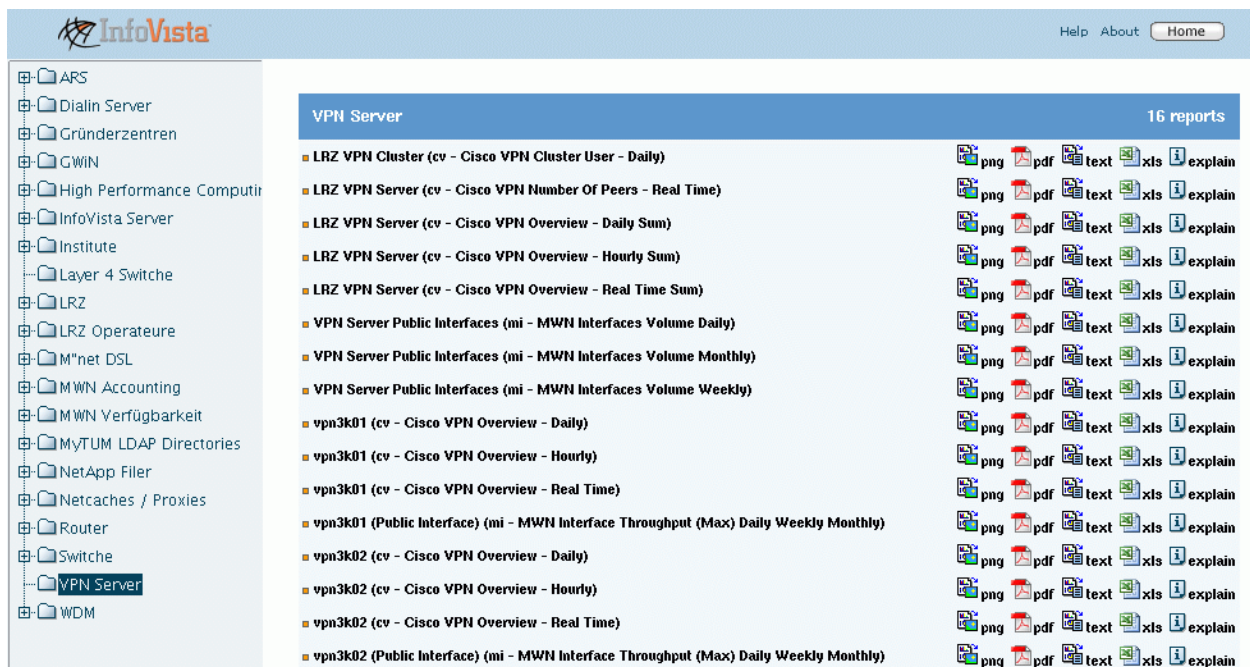 InfoVista
Help About Home
ARS
Dialin Server
Gründerzentren
GWiN
High Performance Computin
InfoVista Server
Institute
Layer 4 Switche
LRZ
LRZ Operateure
M"net DSL
MWN Accounting
MWN Verfügbarkeit
MyTUM LDAP Directories
NetApp Filer
Netcaches / Proxies
Router
Switche
VPN Server
WDM
VPN Server 16 reports
LRZ VPN Cluster (cv - Cisco VPN Cluster User - Daily) png pdf text xls explain
LRZ VPN Server (cv - Cisco VPN Number Of Peers - Real Time) png pdf text xls explain
LRZ VPN Server (cv - Cisco VPN Overview - Daily Sum) png pdf text xls explain
LRZ VPN Server (cv - Cisco VPN Overview - Hourly Sum) png pdf text xls explain
LRZ VPN Server (cv - Cisco VPN Overview - Real Time Sum) png pdf text xls explain
VPN Server Public Interfaces (mi - MWN Interfaces Volume Daily) png pdf text xls explain
VPN Server Public Interfaces (mi - MWN Interfaces Volume Monthly) png pdf text xls explain
VPN Server Public Interfaces (mi - MWN Interfaces Volume Weekly) png pdf text xls explain
vpn3k01 (cv - Cisco VPN Overview - Daily) png pdf text xls explain
vpn3k01 (cv - Cisco VPN Overview - Hourly) png pdf text xls explain
vpn3k01 (cv - Cisco VPN Overview - Real Time) png pdf text xls explain
vpn3k01 (Public Interface) (mi - MWN Interface Throughput (Max) Daily Weekly Monthly) png pdf text xls explain
vpn3k02 (cv - Cisco VPN Overview - Daily) png pdf text xls explain
vpn3k02 (cv - Cisco VPN Overview - Hourly) png pdf text xls explain
vpn3k02 (cv - Cisco VPN Overview - Real Time) png pdf text xls explain
vpn3k02 (Public Interface) (mi - MWN Interface Throughput (Max) Daily Weekly Monthly) png pdf text xls explain